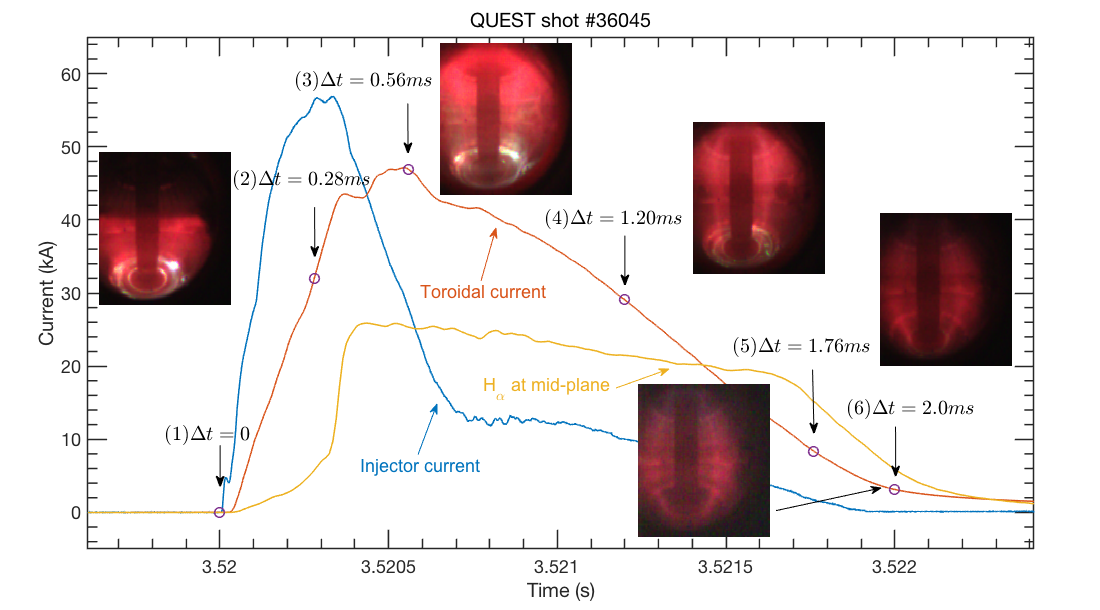 QUEST shot #36045
Current (kA)
60
50
40
30
20
10
0
(3)Δt = 0.56ms
(2)Δt = 0.28ms
(4)Δt = 1.20ms
Toroidal current
(5)Δt = 1.76ms
Hα at mid-plane
(6)Δt = 2.0ms
(1)Δt = 0
Injector current
3.52
3.5205
3.521
3.5215
3.522
Time (s)